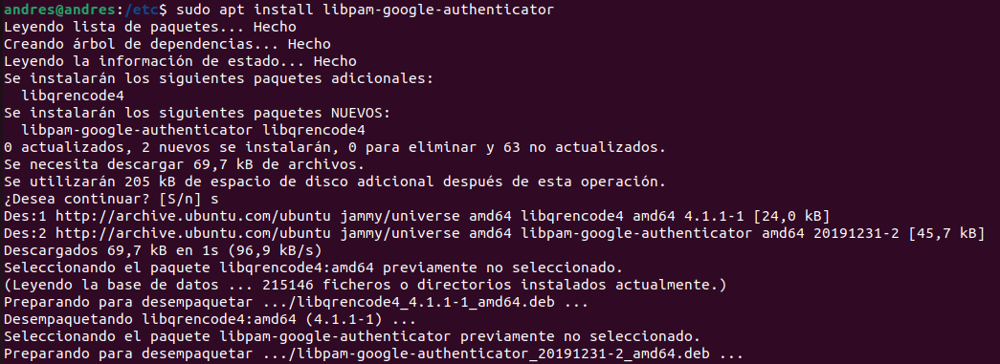 andres@andres:/etc$ sudo apt install libpam-google-authenticator
Leyendo lista de paquetes... Hecho
Creando árbol de dependencias... Hecho
Leyendo la información de estado... Hecho
Se instalarán los siguientes paquetes adicionales:
  libqrencode4
Se instalarán los siguientes paquetes NUEVOS:
  libpam-google-authenticator libqrencode4
0 actualizados, 2 nuevos se instalarán, 0 para eliminar y 63 no actualizados.
Se necesita descargar 69,7 kB de archivos.
Se utilizarán 205 kB de espacio de disco adicional después de esta operación.
¿Desea continuar? [S/n] s
Des:1 http://archive.ubuntu.com/ubuntu jammy/universe amd64 libqrencode4 amd64 4.1.1-1 [24,0 kB]
Des:2 http://archive.ubuntu.com/ubuntu jammy/universe amd64 libpam-google-authenticator amd64 20191231-2 [45,7 kB]
Descargados 69,7 kB en 1s (96,9 kB/s)
Seleccionando el paquete libqrencode4:amd64 previamente no seleccionado.
(Leyendo la base de datos ... 215146 ficheros o directorios instalados actualmente.)
Preparando para desempaquetar .../libqrencode4_4.1.1-1_amd64.deb ...
Desempaquetando libqrencode4:amd64 (4.1.1-1) ...
Seleccionando el paquete libpam-google-authenticator previamente no seleccionado.
Preparando para desempaquetar .../libpam-google-authenticator_20191231-2_amd64.deb ...